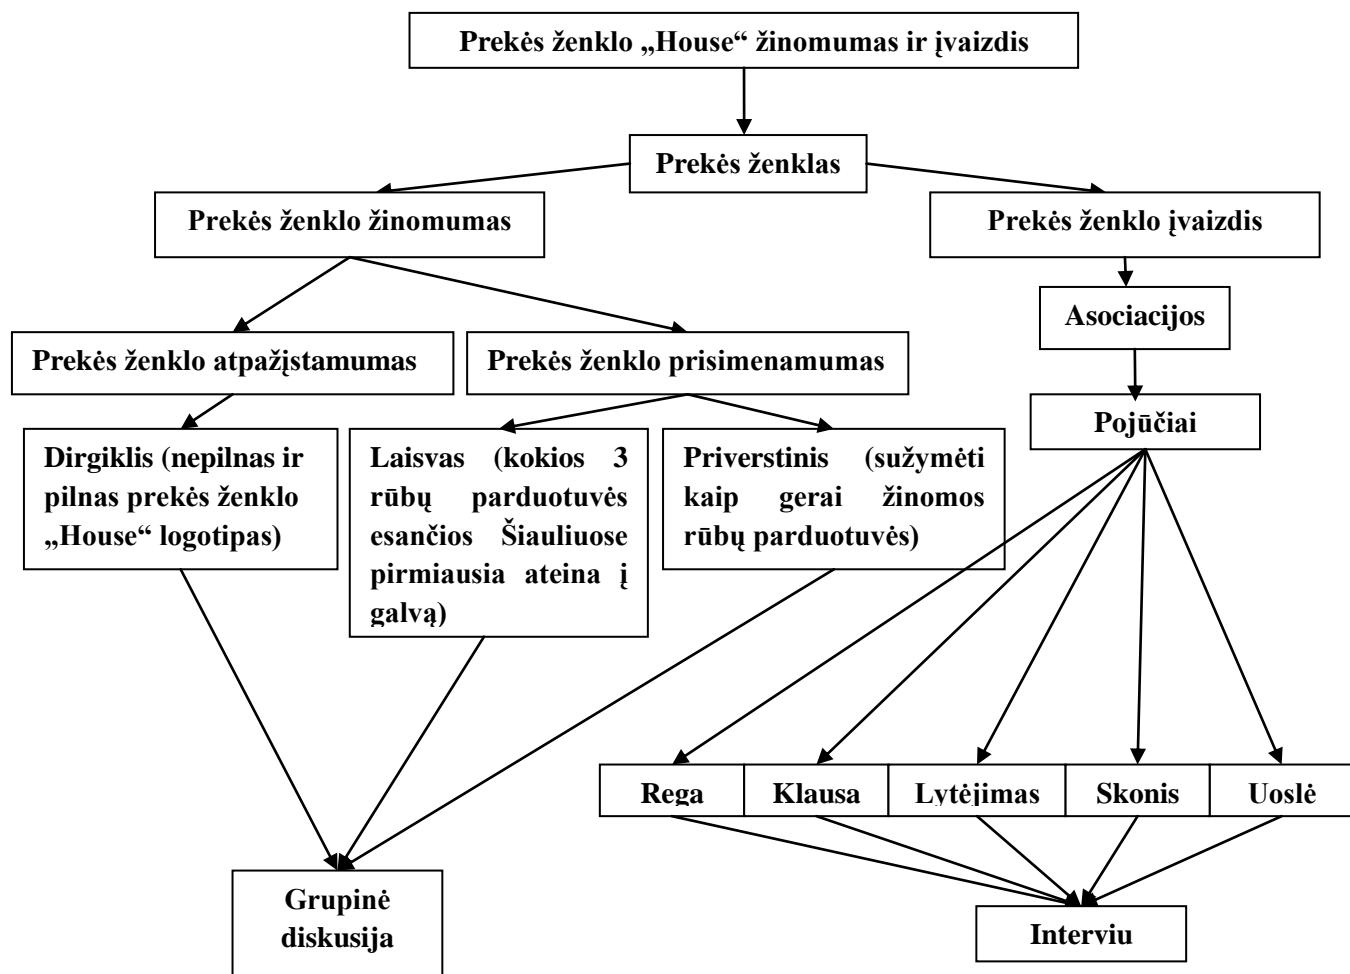 Prekės ženklo „House“ žinomumas ir įvaizdis
Prekės ženklas
Prekės ženklo žinomumas
Prekės ženklo įvaizdis
Asociacijos
Prekės ženklo atpažįstamumas
Prekės ženklo prisimenamumas
Pojūčiai
Dirgiklis (nepilnas ir
pilnas prekės ženklo
„House“ logotipas)
Laisvas (kokios 3
rūbų parduotuvės
esančios Šiauliuose
pirmiausia ateina į
galvą)
Priverstinis (sužymėti
kaip gerai žinomos
rūbų parduotuvės)
Rega
Klausa
Lytėjimas
Skonis
Uoslė
Grupinė
diskusija
Interviu